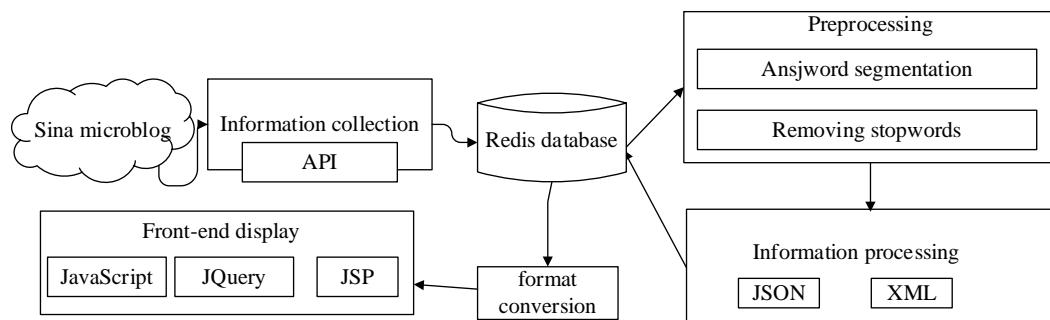 Sina microblog
Information collection
API
Redis database
Preprocessing
Ansjword segmentation
Removing stopwords
Information processing
JSON
XML
format
conversion
Front-end display
JavaScript
JQuery
JSP